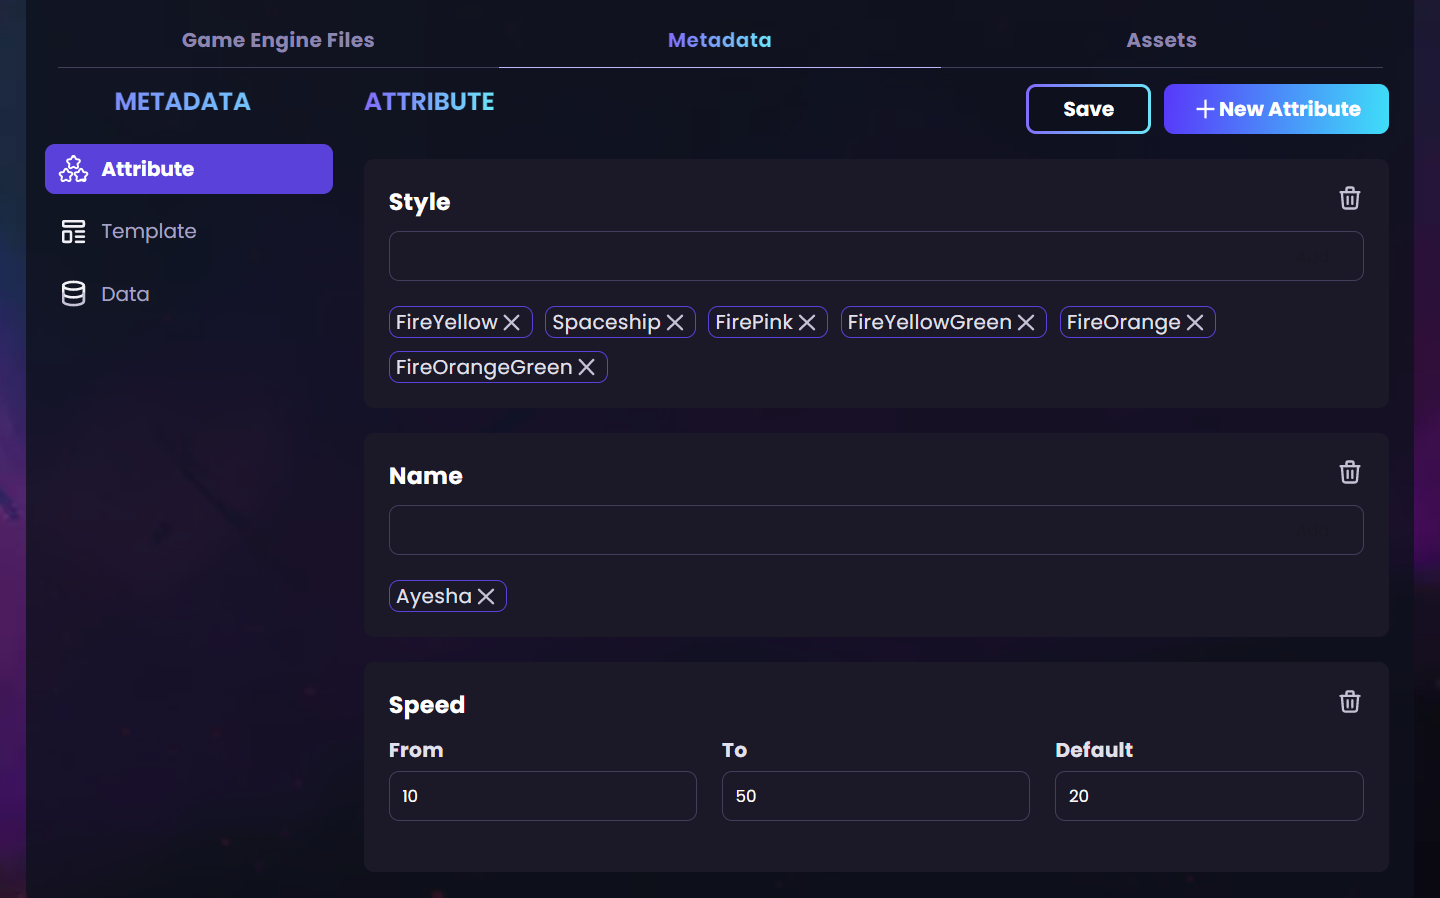 Game Engine Files Metadata Assets
METADATA
Attribute
Template
Data
ATTRIBUTE
Save
New Attribute
Style
FireYellow Spaceship FirePink FireYellowGreen FireOrange
FireOrangeGreen
Name
Ayesha
Speed
From To Default
10 50 20